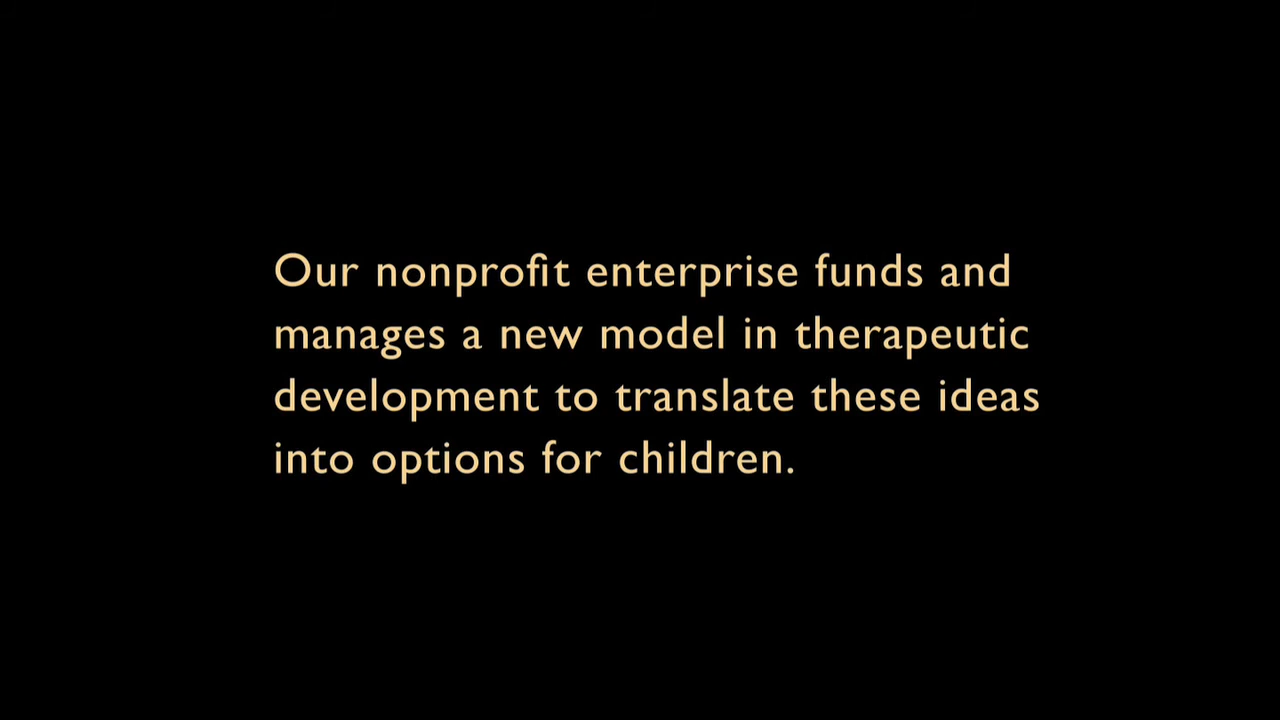 Our nonprofit enterprise funds and
manages a new model in therapeutic
development to translate these ideas
into options for children.